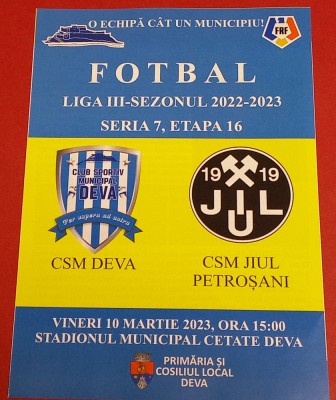 O ECHIPĂ CÂT UN MUNICIPIU!
FRF
FOTBAL
LIGA III-SEZONUL 2022-2023
SERIA 7, ETAPA 16
CLUB SPORTIV
MUNICIPAL
DEVA
Per aspera ad astra
19 19
JIUL
CSM DEVA
CSM JIUL
PETROȘANI
VINERI 10 MARTIE 2023, ORA 15:00
STADIONUL MUNICIPAL CETATE DEVA
PRIMĂRIA ȘI
COSILIUL LOCAL
DEVA